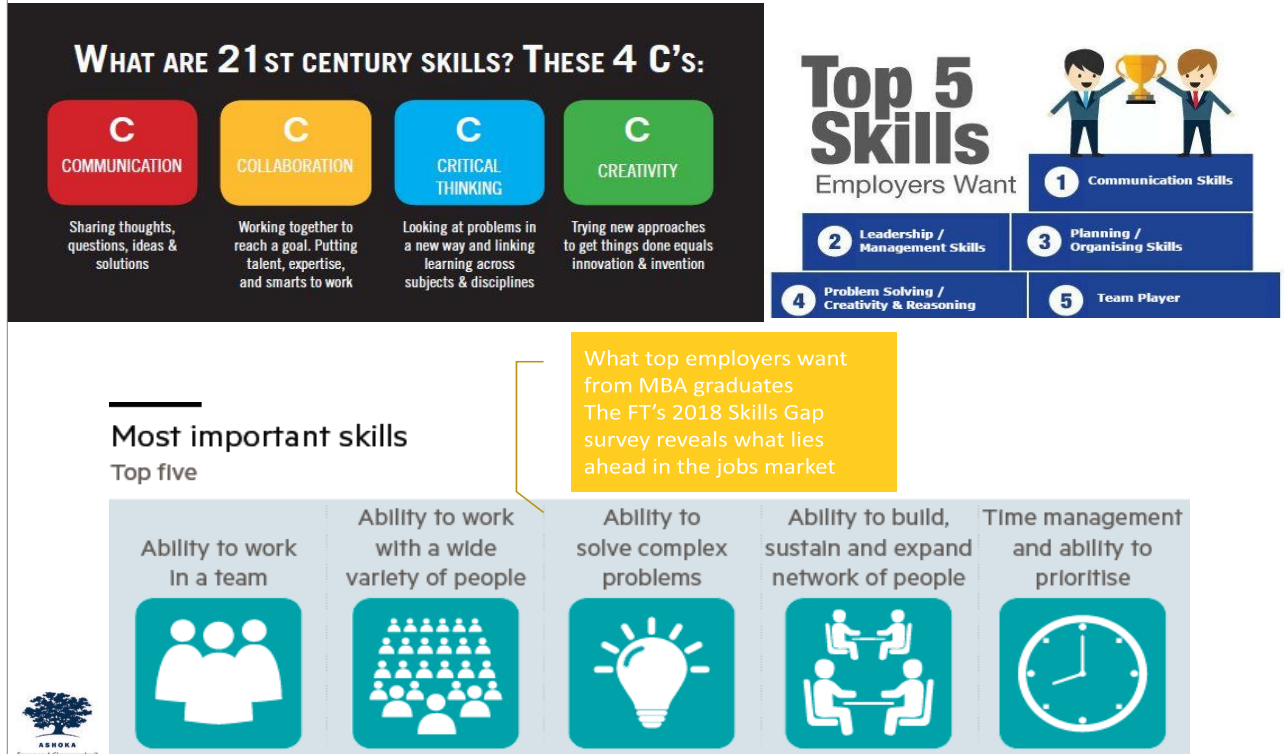 WHAT ARE 21ST CENTURY SKILLS? THESE 4 C'S:
C
COMMUNICATION
Sharing thoughts,
questions, ideas &
solutions
C
COLLABORATION
Working together to
reach a goal. Putting
talent, expertise,
and smarts to work
C
CRITICAL
THINKING
Looking at problems in
a new way and linking
learning across
subjects & disciplines
C
CREATIVITY
Trying new approaches
to get things done equals
innovation & invention
Top 5
Skills
Employers Want
1 Communication Skills
2 Leadership /
Management Skills
3 Planning /
Organising Skills
4 Problem Solving /
Creativity & Reasoning
5 Team Player
What top employers want
from MBA graduates
The FT's 2018 Skills Gap
survey reveals what lies
ahead in the jobs market
Most important skills
Top five
Ability to work
in a team
Ability to work
with a wide
variety of people
Ability to
solve complex
problems
Ability to build,
sustain and expand
network of people
Time management
and ability to
prioritise
ASHOKA